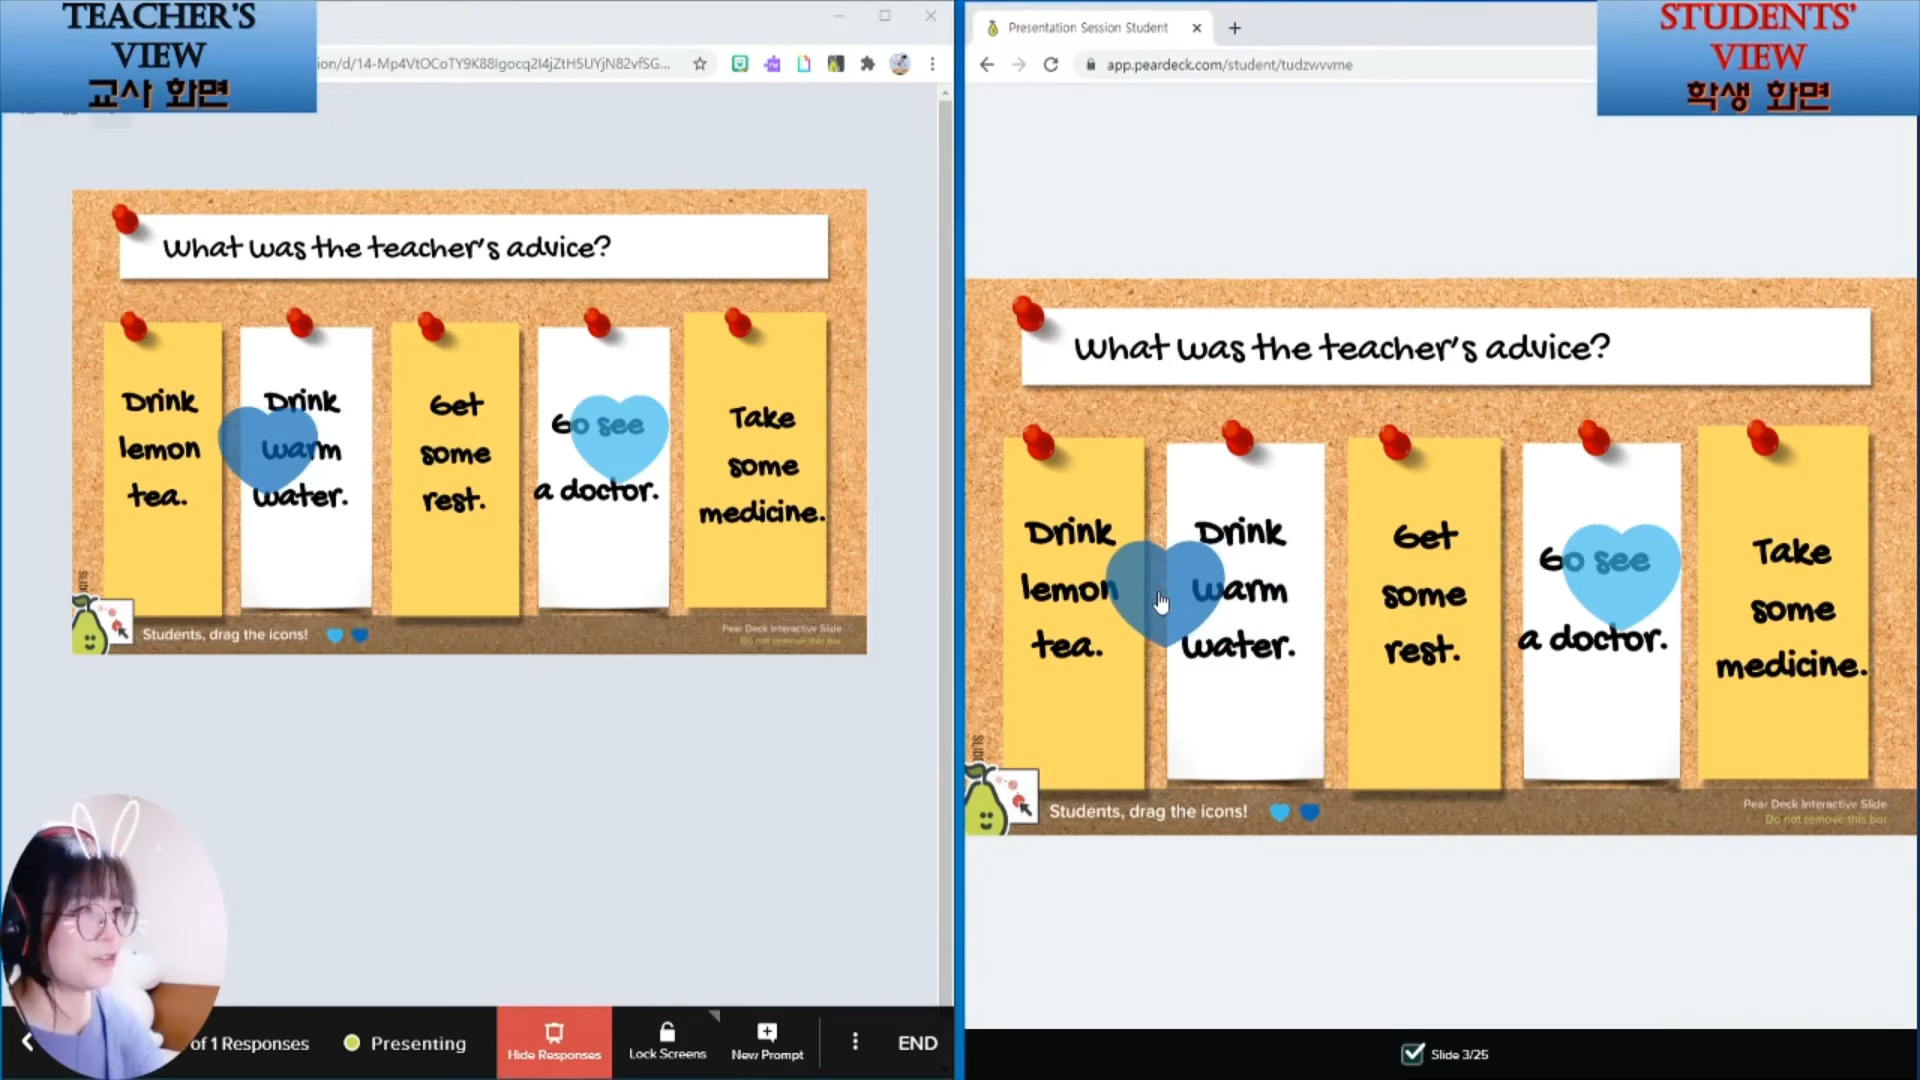 TEACHER'S
VIEW
교사 화면
ion/d/14-Mp4VtOCoTY9K88Igocq2I4jZtH5UYjN82vfSG...
What was the teacher's advice?
Drink
lemon
tea.
Drink
warm
water.
Get
some
rest.
Go see
a doctor.
Take
some
medicine.
Students, drag the icons!
Pear Deck Interactive Slide
Do not remove this bar
of 1 Responses
Presenting
Hide Responses
Lock Screens
New Prompt
END
Presentation Session Student
app.peardeck.com/student/tudzwvvme
STUDENTS'
VIEW
학생 화면
What was the teacher's advice?
Drink
lemon
tea.
Drink
warm
water.
Get
some
rest.
Go see
a doctor.
Take
some
medicine.
Students, drag the icons!
Pear Deck Interactive Slide
Do not remove this bar
Slide 3/25